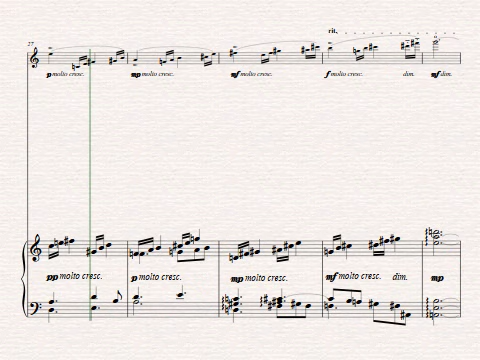 rit.
27
p molto cresc. mp molto cresc. mf molto cresc. f molto cresc. dim. mf dim.
pp molto cresc. p molto cresc. mp molto cresc. mf molto cresc. dim. mp